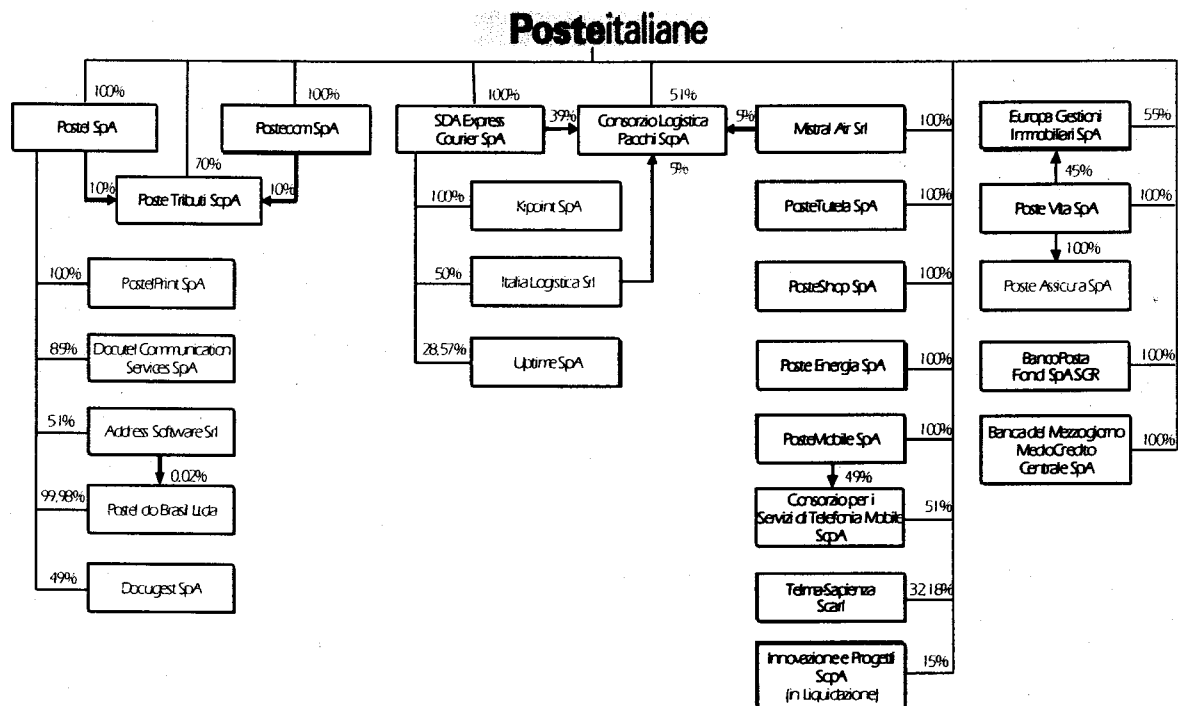 Posteitaliane
100%
100%
100%
51%
Postel SpA
Postecom SpA
SDA Express
Courier SpA
39%
Consorzio Logistica
Pacchi ScpA
5%
Mistral Air Srl
100%
Europa Gestioni
Immobiliari SpA
55%
70%
10%
Poste Tributi ScpA
10%
5%
45%
100%
Kipoint SpA
PosteTutela SpA
100%
Poste Vita SpA
100%
100%
100%
PostelPrint SpA
50%
Italia Logistica Srl
PosteShop SpA
100%
Poste Assicura SpA
85%
Docutel Communication
Services SpA
28,57%
Uptime SpA
Poste Energia SpA
100%
BancoPosta
Fondi SpA SGR
100%
51%
Address Software Srl
PosteMobile SpA
100%
Banca del Mezzogiorno
MedioCredito
Centrale SpA
100%
0,02%
49%
99,98%
Postel do Brasil Ltda
Consorzio per i
Servizi di Telefonia Mobile
ScpA
51%
49%
Docugest SpA
Telma-Sapienza
Scarl
32,18%
Innovazione e Progetti
ScpA
(in Liquidazione)
15%